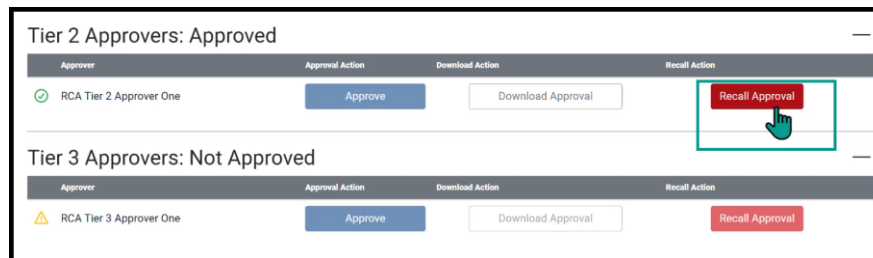 Tier 2 Approvers: Approved
Approver Approval Action Download Action Recall Action
RCA Tier 2 Approver One Approve Download Approval Recall Approval
Tier 3 Approvers: Not Approved
Approver Approval Action Download Action Recall Action
RCA Tier 3 Approver One Approve Download Approval Recall Approval